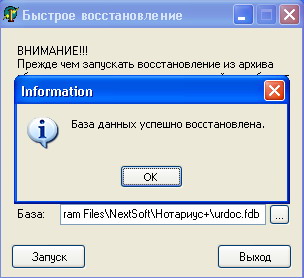 Быстрое восстановление
ВНИМАНИЕ!!!
Прежде чем запускать восстановление из архива
Information
База данных успешно восстановлена.
OK
База: ram Files\NextSoft\Нотариус+\urdoc.fdb ...
Запуск Выход